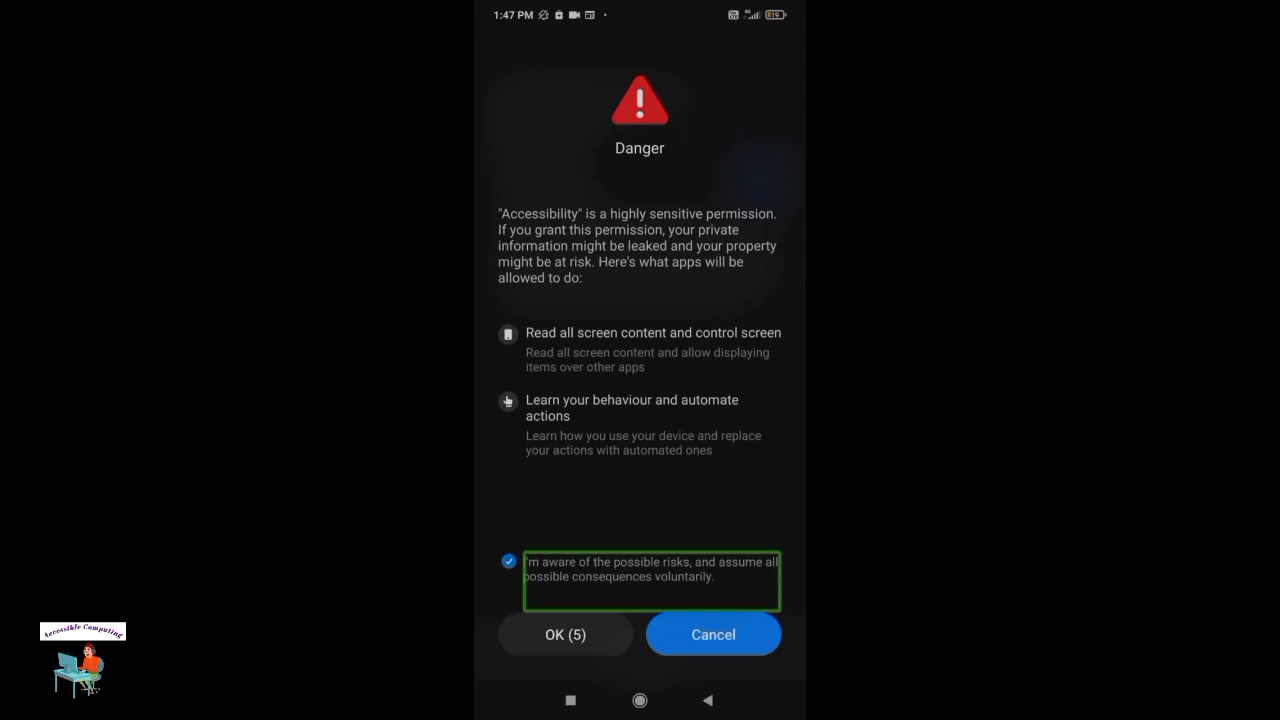 1:47 PM
Danger
"Accessibility" is a highly sensitive permission.
If you grant this permission, your private
information might be leaked and your property
might be at risk. Here's what apps will be
allowed to do:
Read all screen content and control screen
Read all screen content and allow displaying
items over other apps
Learn your behaviour and automate
actions
Learn how you use your device and replace
your actions with automated ones
I'm aware of the possible risks, and assume all
possible consequences voluntarily.
OK (5)
Cancel
Accessible Computing